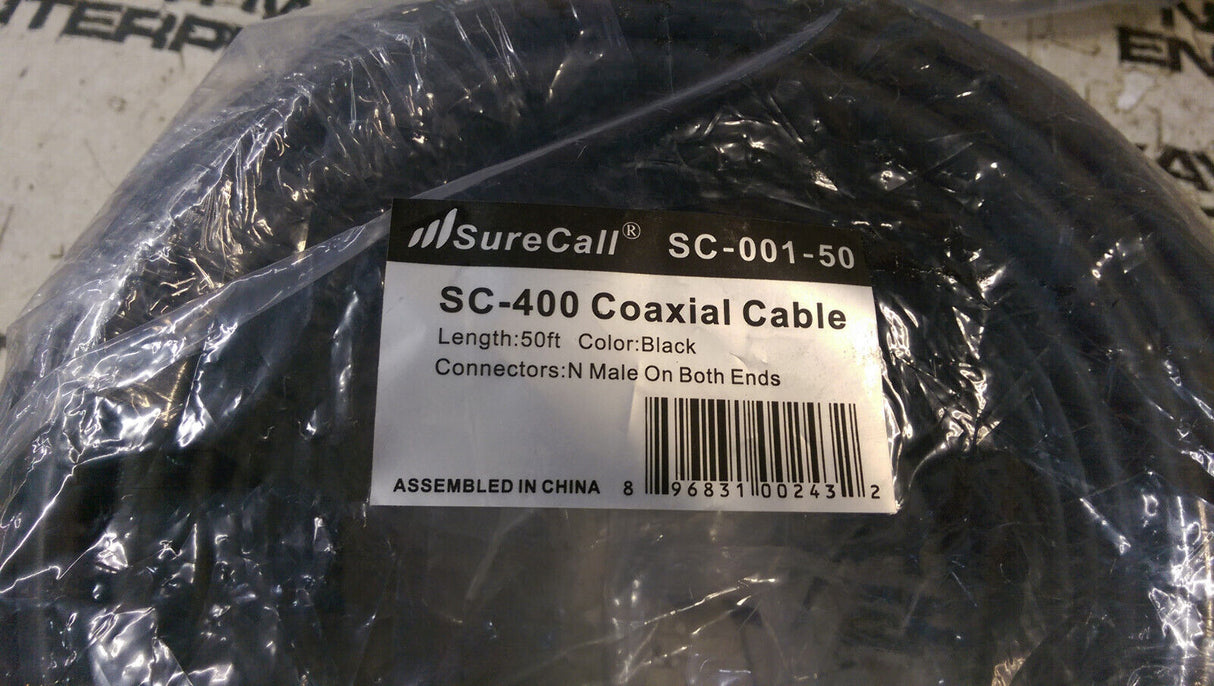 SureCall® SC-001-50
SC-400 Coaxial Cable
Length:50ft Color:Black
Connectors:N Male On Both Ends
ASSEMBLED IN CHINA 8 96831 00243 2